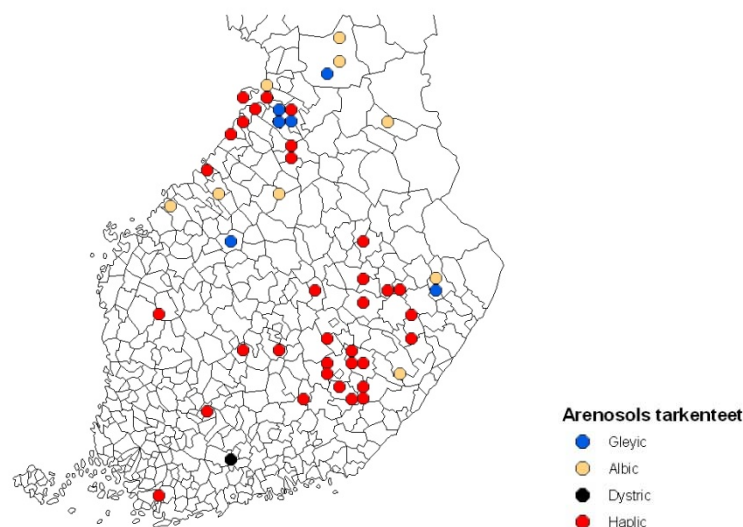 Arenosols tarkenteet
Gleyic
Albic
Dystric
Haplic